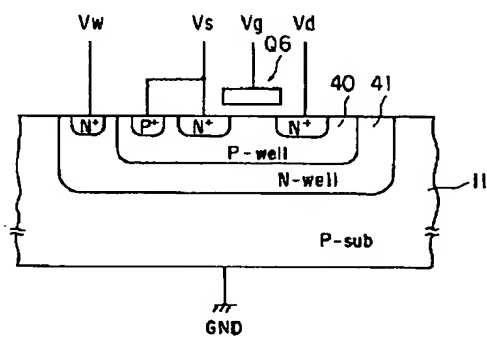 Vw Vs Vg Q6 Vd
40 41
N+ P+ N+ N+
P-well
N-well
11
P-sub
GND